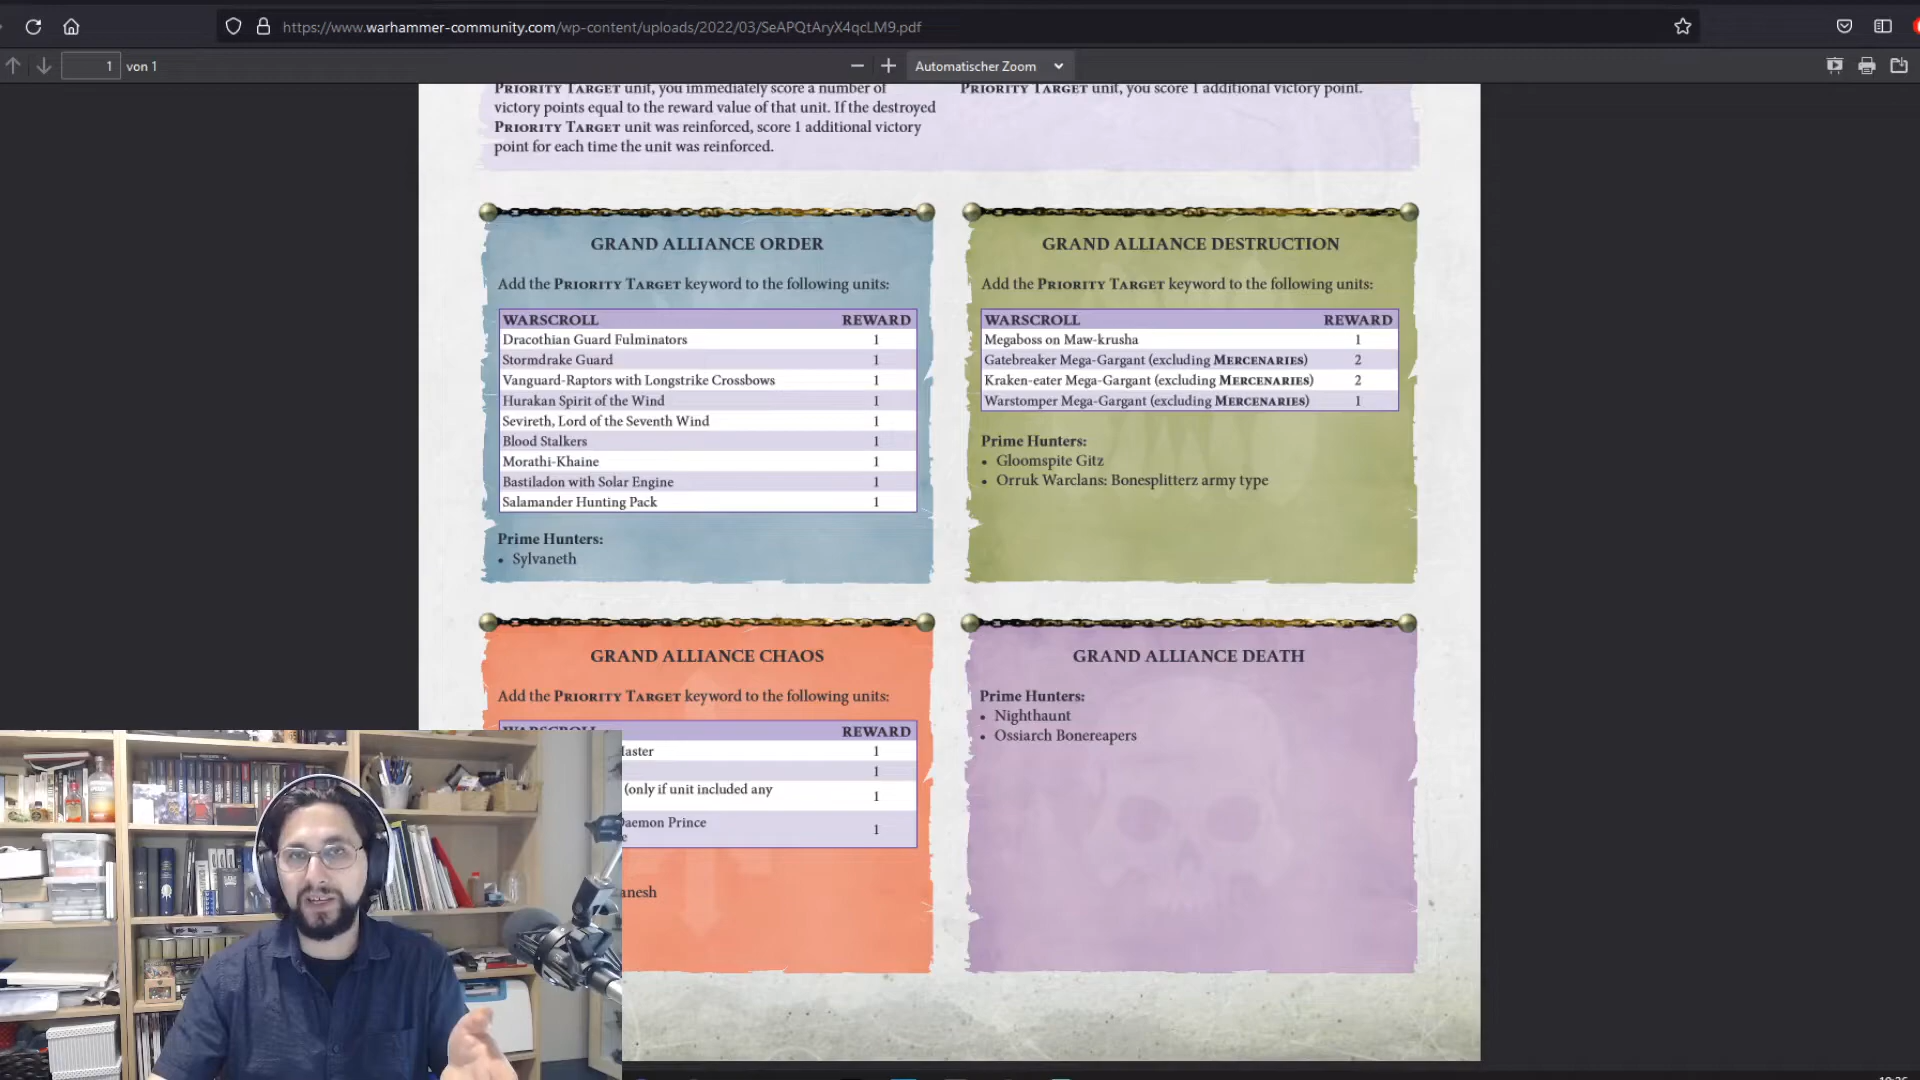 https://www.warhammer-community.com/wp-content/uploads/2022/03/SeAPQtAryX4qcLM9.pdf
1 von 1
Automatischer Zoom
PRIORITY TARGET unit, you immediately score a number of
victory points equal to the reward value of that unit. If the destroyed
PRIORITY TARGET unit was reinforced, score 1 additional victory
point for each time the unit was reinforced.
PRIORITY TARGET unit, you score 1 additional victory point.
GRAND ALLIANCE ORDER
Add the PRIORITY TARGET keyword to the following units:
WARSCROLL REWARD
Dracothian Guard Fulminators 1
Stormdrake Guard 1
Vanguard-Raptors with Longstrike Crossbows 1
Hurakan Spirit of the Wind 1
Sevireth, Lord of the Seventh Wind 1
Blood Stalkers 1
Morathi-Khaine 1
Bastiladon with Solar Engine 1
Salamander Hunting Pack 1
Prime Hunters:
• Sylvaneth
GRAND ALLIANCE DESTRUCTION
Add the PRIORITY TARGET keyword to the following units:
WARSCROLL REWARD
Megaboss on Maw-krusha 1
Gatebreaker Mega-Gargant (excluding MERCENARIES) 2
Kraken-eater Mega-Gargant (excluding MERCENARIES) 2
Warstomper Mega-Gargant (excluding MERCENARIES) 1
Prime Hunters:
• Gloomspite Gitz
• Orruk Warclans: Bonesplitterz army type
GRAND ALLIANCE CHAOS
Add the PRIORITY TARGET keyword to the following units:
WARSCROLL REWARD
1
1
(only if unit included any 1
Daemon Prince 1
GRAND ALLIANCE DEATH
Prime Hunters:
• Nighthaunt
• Ossiarch Bonereapers